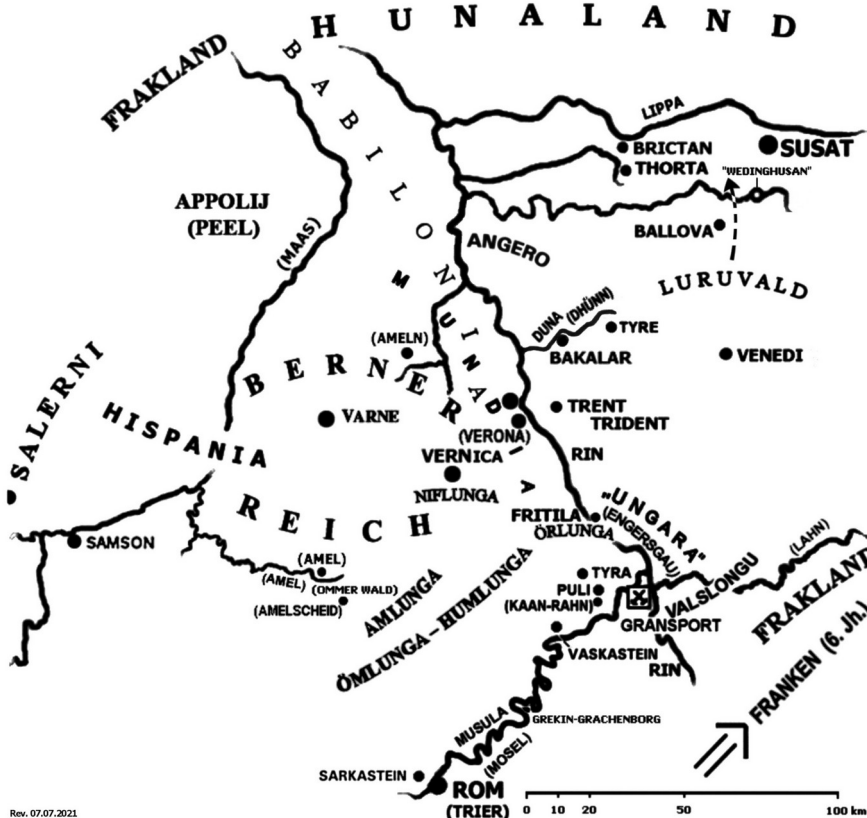 HUNALAND
FRAKLAND
BABILONIA
LIPPA
BRICTAN
SUSAT
THORTA
"WEDINGHUSAN"
APPOLIJ
(PEEL)
(MAAS)
BALLOVA
ANGERO
LURUVALD
MUINAD
DUNA (DHÜNN)
TYRE
(AMELN)
BAKALAR
VENEDI
SALERNI
HISPANIA
BERNER
VARNE
TRENT
TRIDENT
(VERONA)
VERNICA
RIN
NIFLUNGA
REICH
FRITILA
ÖRLUNGA
"UNGARA"
(ENGERSGAU)
SAMSON
(LAHN)
(AMEL)
(AMEL)
(OMMER WALD)
(AMELSCHEID)
TYRA
PULI
(KAAN-RAHN)
VALSLONGU
FRAKLAND
AMLUNGA
GRANSPORT
ÖMLUNGA - HUMLUNGA
VASKASTEIN
RIN
FRANKEN (6. Jh.)
MUSULA
(MOSEL)
GREKIN-GRACHENBORG
SARKASTEIN
ROM
(TRIER)
0 10 20 50 100 km
Rev. 07.07.2021